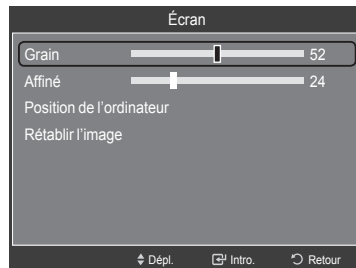 Écran
Grain 52
Affiné 24
Position de l'ordinateur
Rétablir l'image
Dépl. Intro. Retour